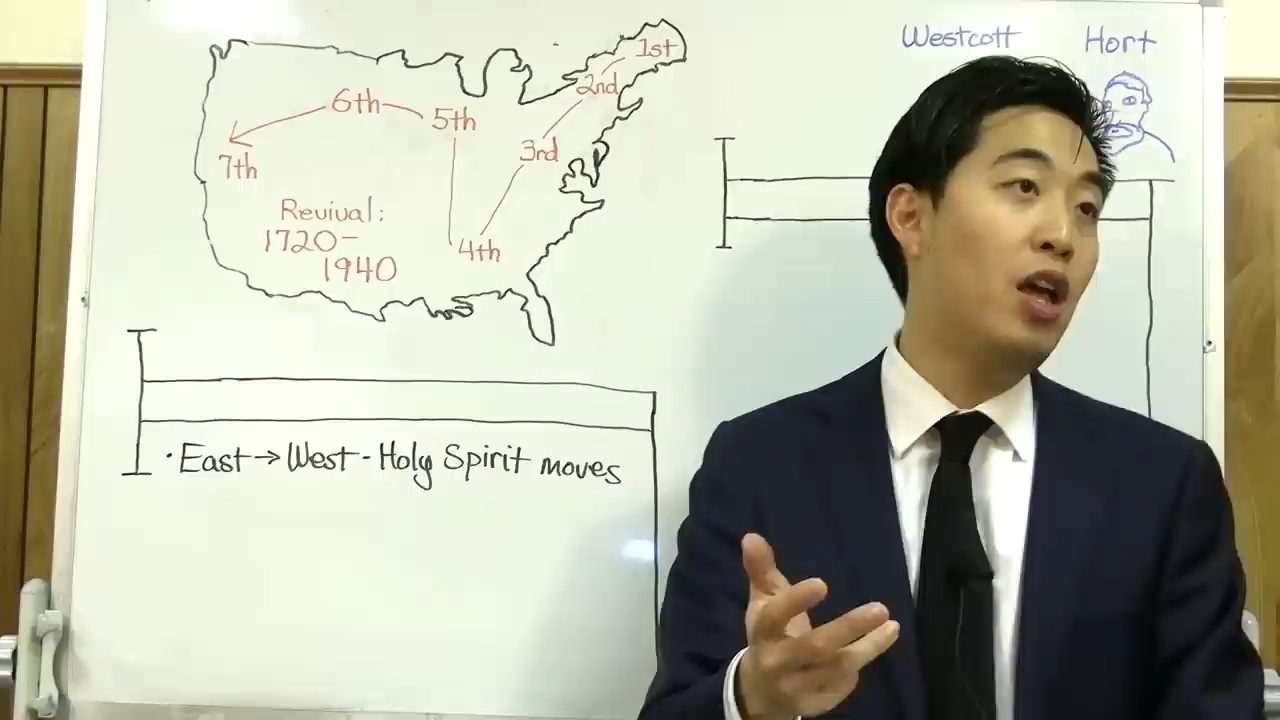 1st
2nd
6th
5th
3rd
7th
Revival:
1720-
1940
4th
• East → West - Holy Spirit moves
Westcott Hort